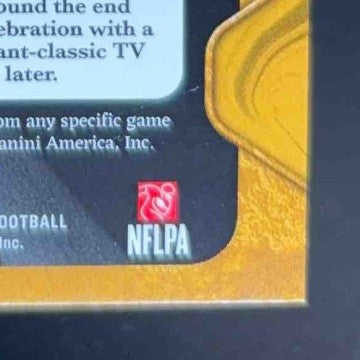 ound the end
ebration with a
ant-classic TV
later.
om any specific game
anini America, Inc.
OOTBALL
Inc.
NFLPA